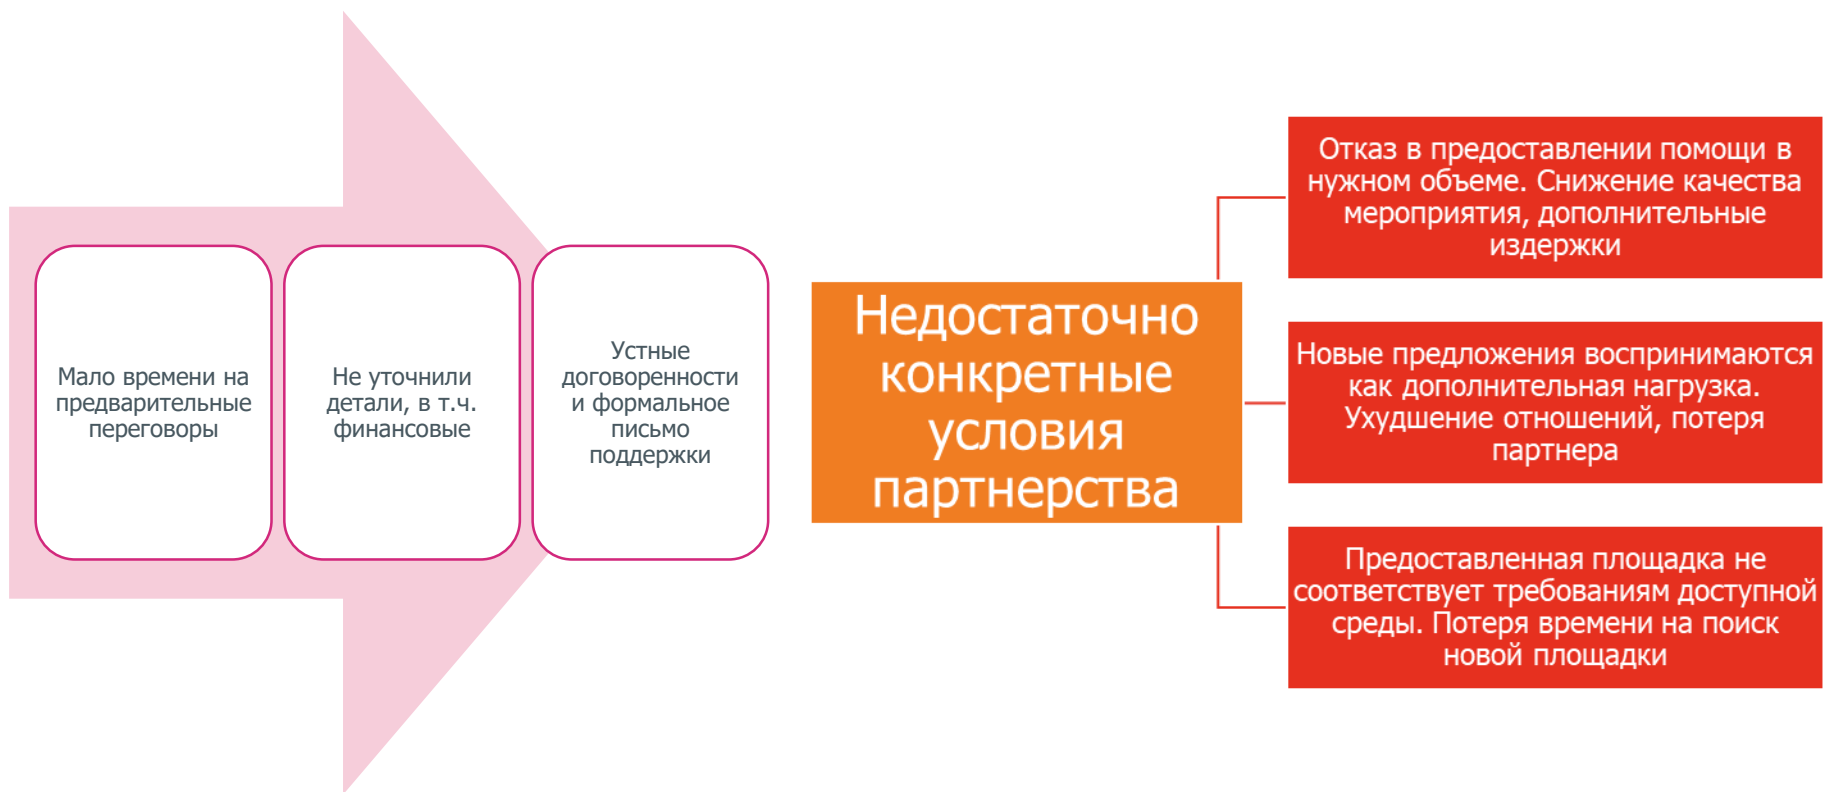 Мало времени на
предварительные
переговоры
Не уточнили
детали, в т.ч.
финансовые
Устные
договоренности
и формальное
письмо
поддержки
Недостаточно
конкретные
условия
партнерства
Отказ в предоставлении помощи в
нужном объеме. Снижение качества
мероприятия, дополнительные
издержки
Новые предложения воспринимаются
как дополнительная нагрузка.
Ухудшение отношений, потеря
партнера
Предоставленная площадка не
соответствует требованиям доступной
среды. Потеря времени на поиск
новой площадки